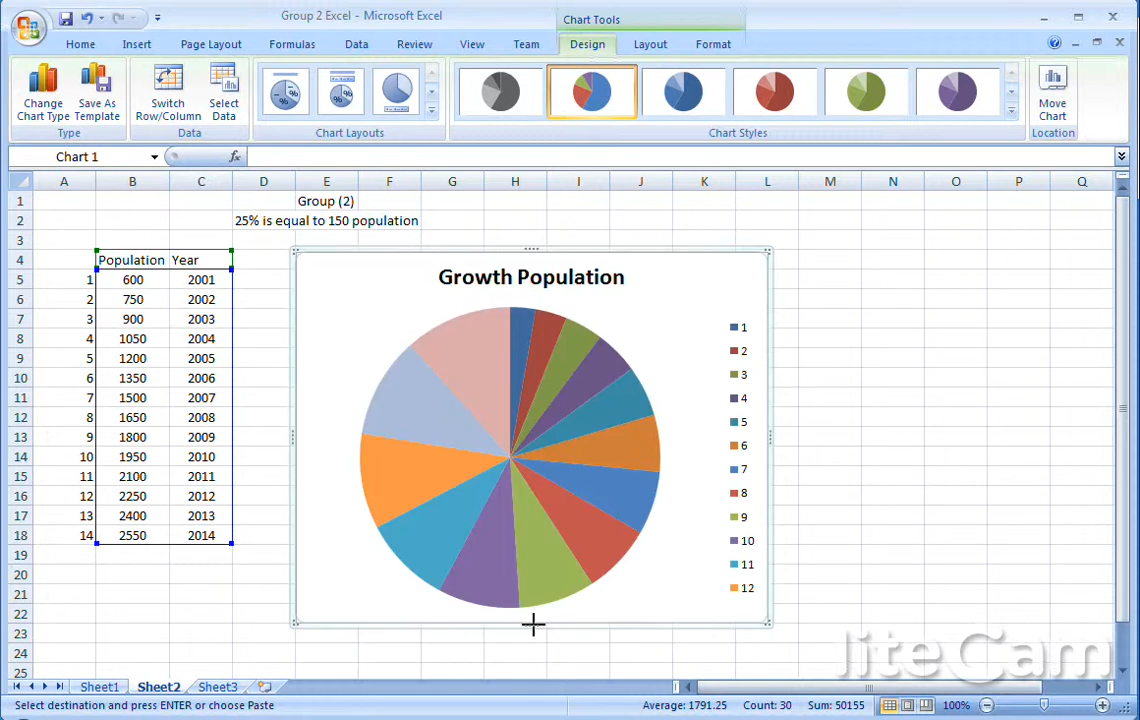 Group 2 Excel - Microsoft Excel
Chart Tools
Home Insert Page Layout Formulas Data Review View Team Design Layout Format
Change Chart Type
Save As Template
Switch Row/Column
Select Data
Move Chart
Type Data Chart Layouts Chart Styles Location
Chart 1 fx
A B C D E F G H I J K L M N O P Q
1 Group (2)
2 25% is equal to 150 population
3
4 Population Year
5 1 600 2001
6 2 750 2002
7 3 900 2003
8 4 1050 2004
9 5 1200 2005
10 6 1350 2006
11 7 1500 2007
12 8 1650 2008
13 9 1800 2009
14 10 1950 2010
15 11 2100 2011
16 12 2250 2012
17 13 2400 2013
18 14 2550 2014
19
20
21
22
23
24
25
Growth Population
1
2
3
4
5
6
7
8
9
10
11
12
liteCam
Sheet1 Sheet2 Sheet3
Select destination and press ENTER or choose Paste Average: 1791.25 Count: 30 Sum: 50155 100%